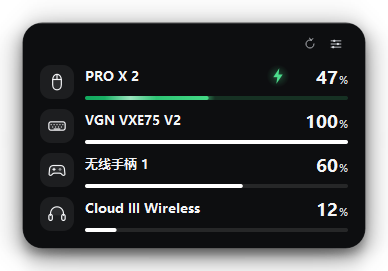 PRO X 2 47%
VGN VXE75 V2 100%
无线手柄 1 60%
Cloud III Wireless 12%